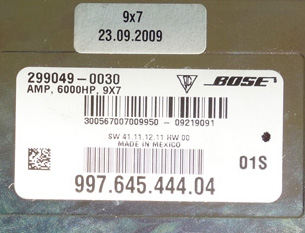 9x7
23.09.2009
299049-0030
BOSE
AMP, 6000HP, 9X7
300567007009950 - 09219091
SW 41.11.12.11 HW 00
MADE IN MEXICO
01S
997.645.444.04